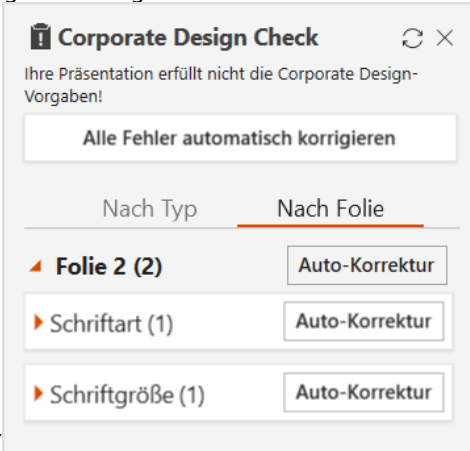 Corporate Design Check
Ihre Präsentation erfüllt nicht die Corporate Design-
Vorgaben!
Alle Fehler automatisch korrigieren
Nach Typ Nach Folie
Folie 2 (2) Auto-Korrektur
Schriftart (1) Auto-Korrektur
Schriftgröße (1) Auto-Korrektur